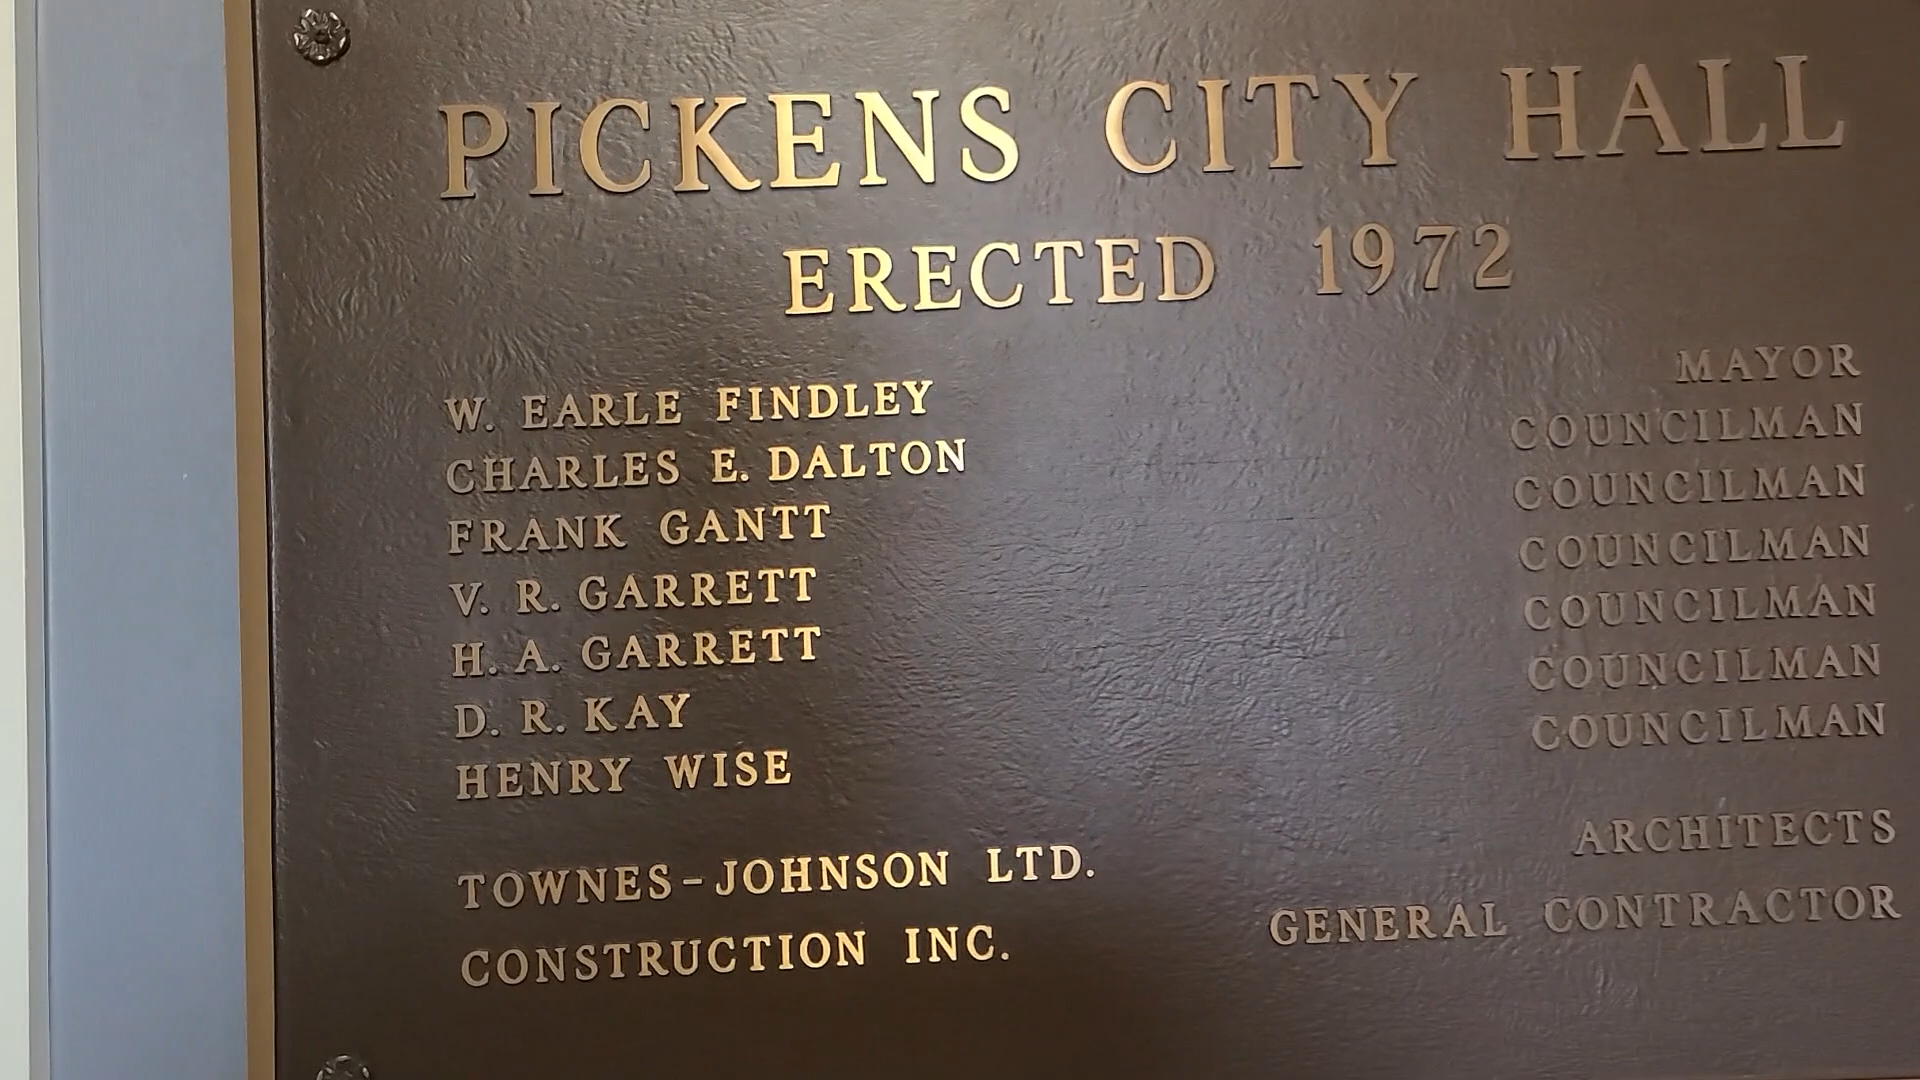 PICKENS CITY HALL
ERECTED 1972
W. EARLE FINDLEY MAYOR
CHARLES E. DALTON COUNCILMAN
FRANK GANTT COUNCILMAN
V. R. GARRETT COUNCILMAN
H. A. GARRETT COUNCILMAN
D. R. KAY COUNCILMAN
HENRY WISE COUNCILMAN
TOWNES-JOHNSON LTD. ARCHITECTS
CONSTRUCTION INC. GENERAL CONTRACTOR